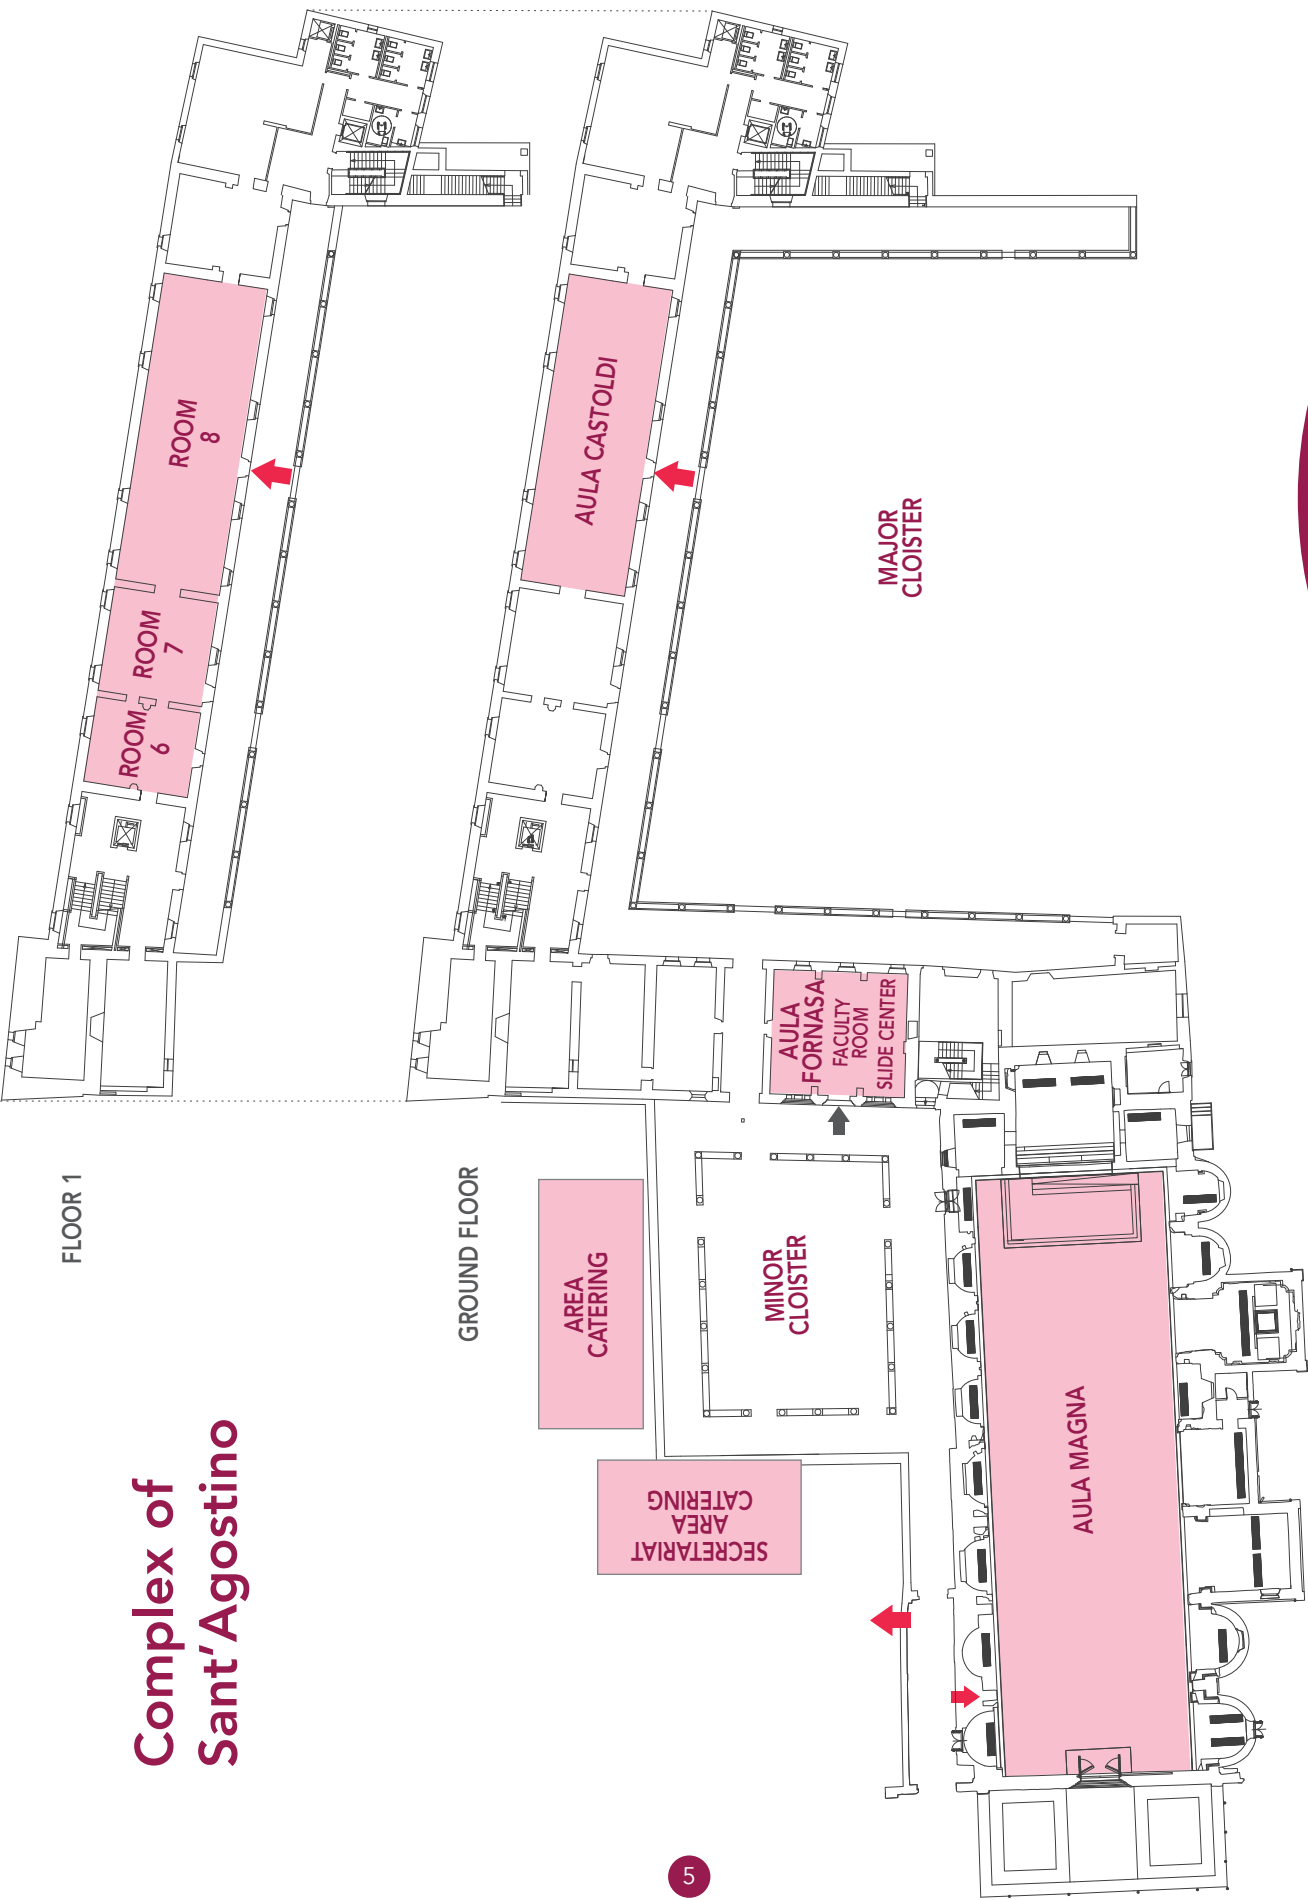 Complex of
Sant'Agostino
FLOOR 1
ROOM
6
ROOM
7
ROOM
8
GROUND FLOOR
AULA CASTOLDI
MAJOR
CLOISTER
AULA
FORNASA
FACULTY
ROOM
SLIDE CENTER
AREA
CATERING
MINOR
CLOISTER
SECRETARIAT
AREA
CATERING
AULA MAGNA
H
H
5